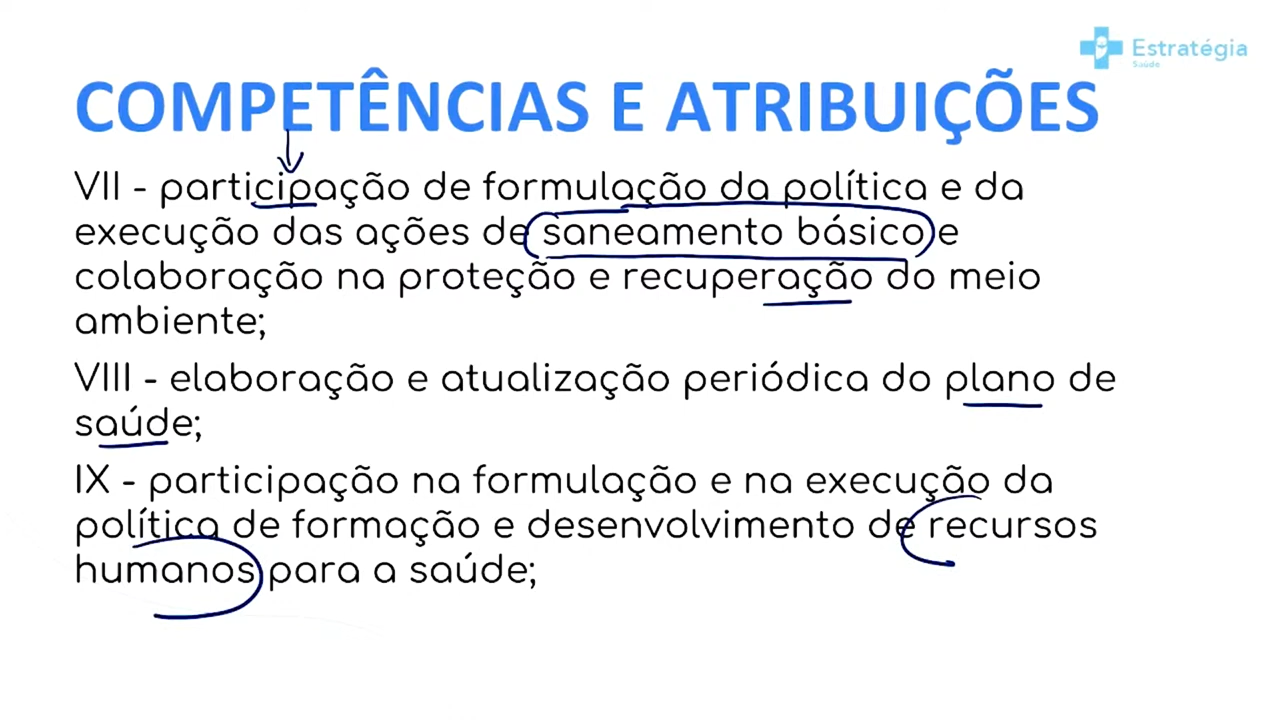 Estratégia
Saúde
COMPETÊNCIAS E ATRIBUIÇÕES
VII - participação de formulação da política e da
execução das ações de saneamento básico e
colaboração na proteção e recuperação do meio
ambiente;
VIII - elaboração e atualização periódica do plano de
saúde;
IX - participação na formulação e na execução da
política de formação e desenvolvimento de recursos
humanos para a saúde;